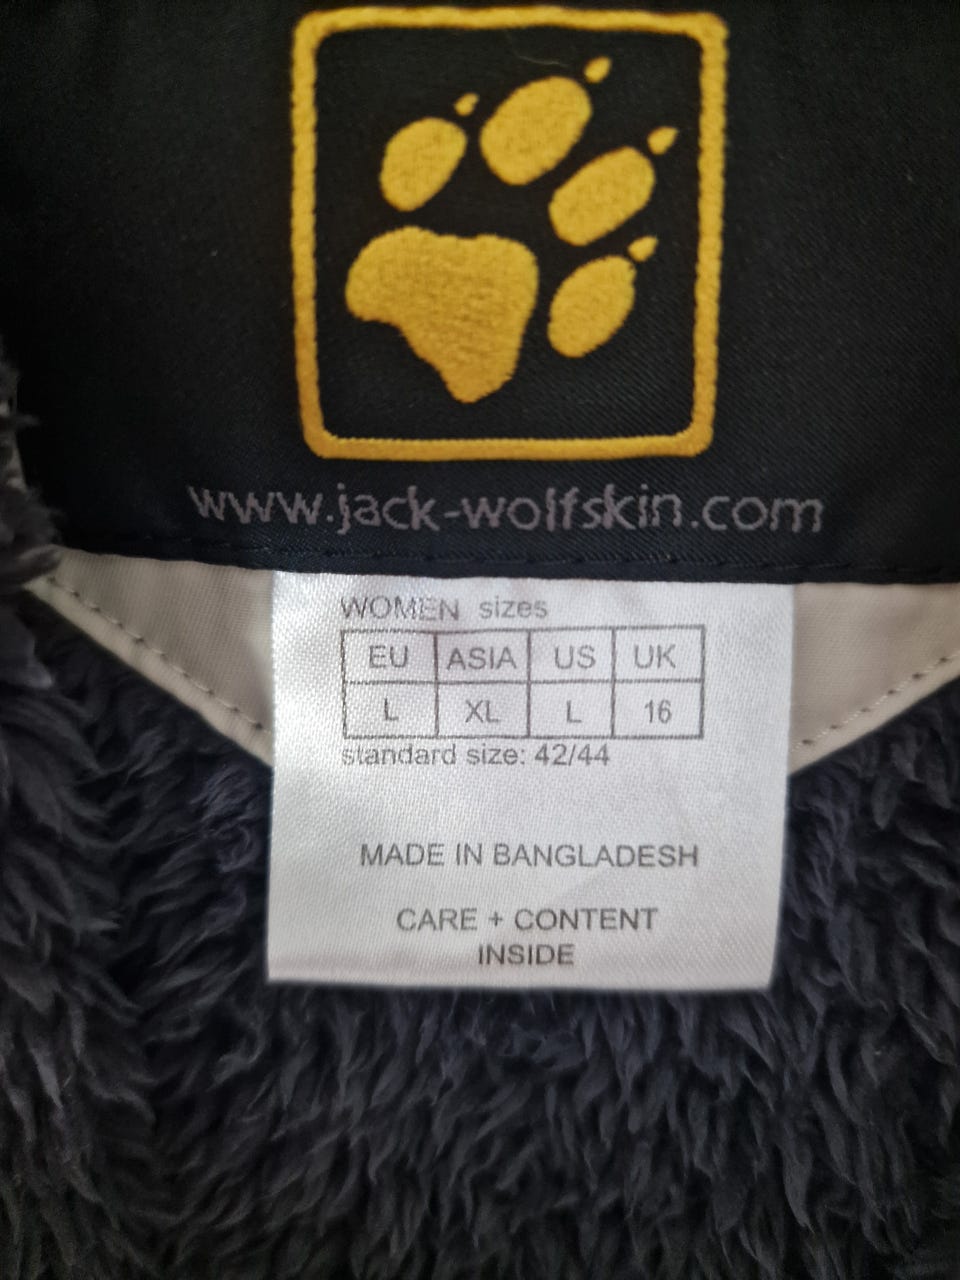 www.jack-wolfskin.com
WOMEN sizes
EU ASIA US UK
L XL L 16
standard size: 42/44
MADE IN BANGLADESH
CARE + CONTENT
INSIDE